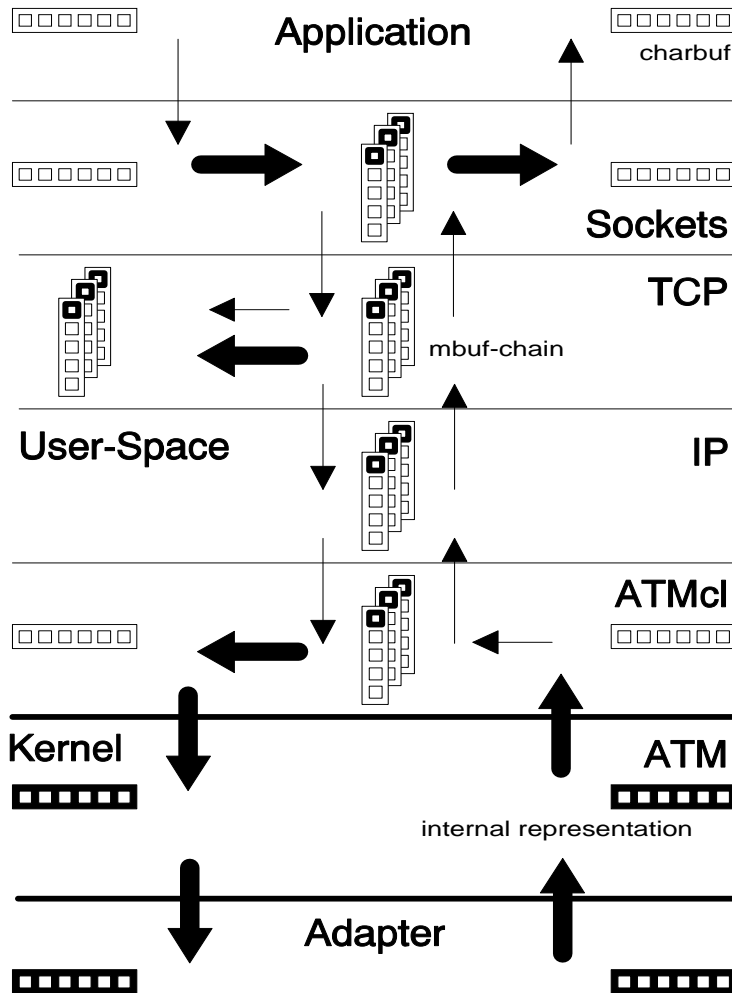 Application
charbuf
Sockets
TCP
mbuf-chain
User-Space
IP
ATMcl
Kernel
ATM
internal representation
Adapter